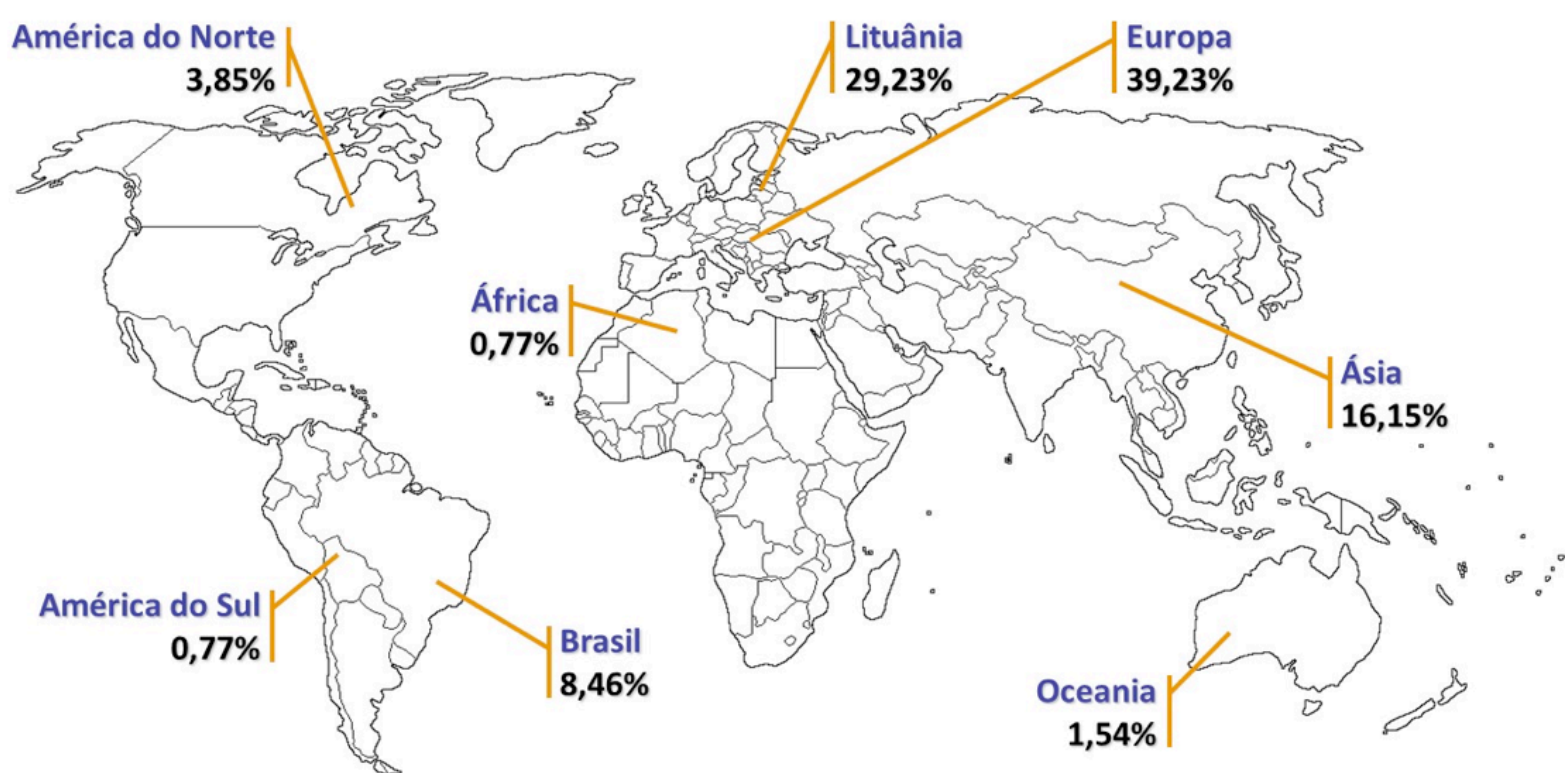 América do Norte
3,85%
Lituânia
29,23%
Europa
39,23%
África
0,77%
Ásia
16,15%
América do Sul
0,77%
Brasil
8,46%
Oceania
1,54%